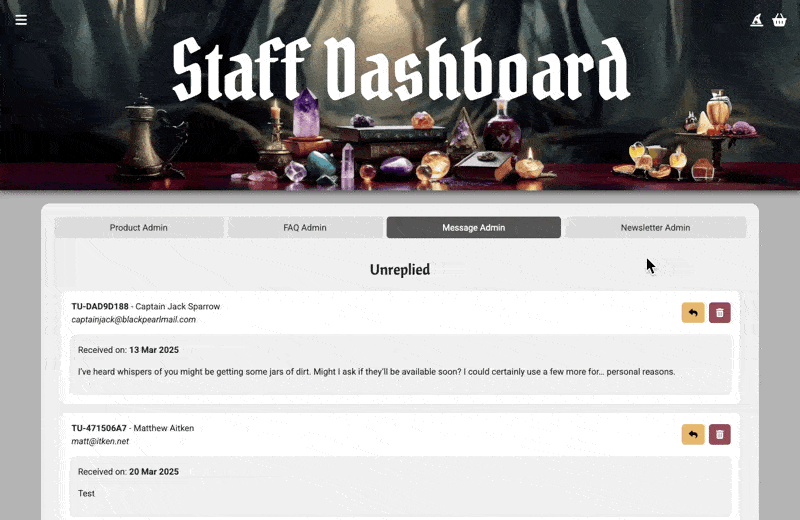 Staff Dashboard
Product Admin
FAQ Admin
Message Admin
Newsletter Admin
Unreplied
TU-DAD9D188 - Captain Jack Sparrow
captainjack@blackpearlmail.com
Received on: 13 Mar 2025
I've heard whispers of you might be getting some jars of dirt. Might I ask if they'll be available soon? I could certainly use a few more for... personal reasons.
TU-471506A7 - Matthew Aitken
matt@itken.net
Received on: 20 Mar 2025
Test